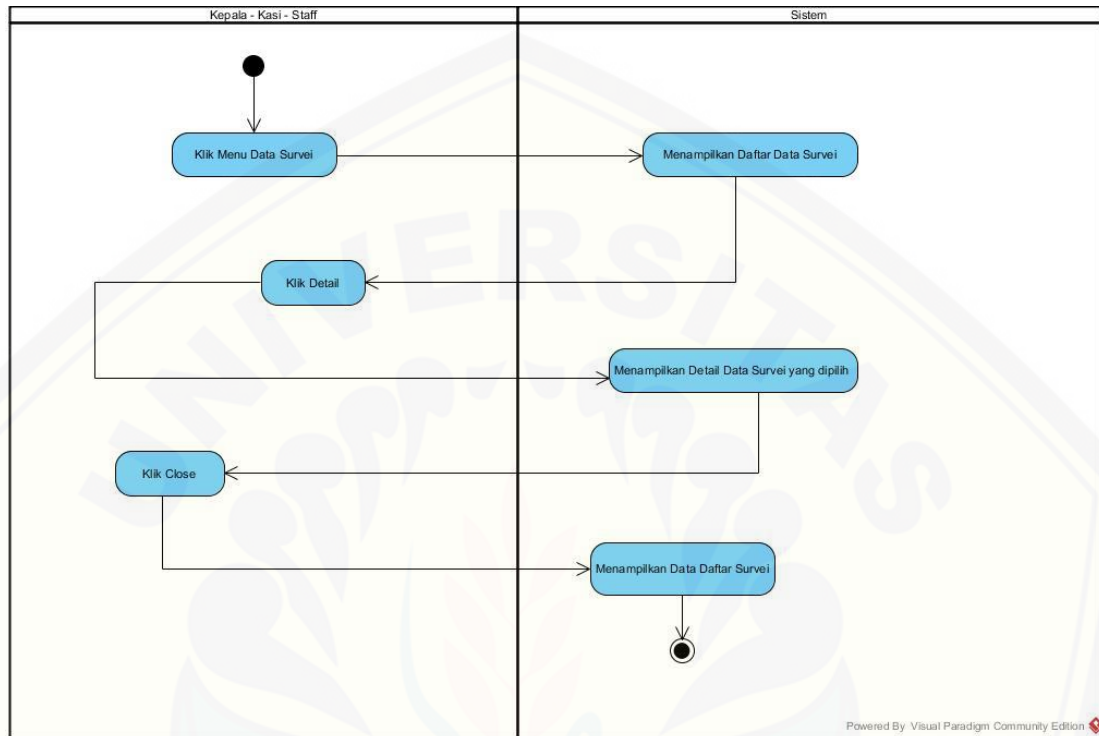 Kepala - Kasi - Staff
Sistem
Klik Menu Data Survei
Menampilkan Daftar Data Survei
Klik Detail
Menampilkan Detail Data Survei yang dipilih
Klik Close
Menampilkan Data Daftar Survei
UNIVERSITAS
Powered By Visual Paradigm Community Edition